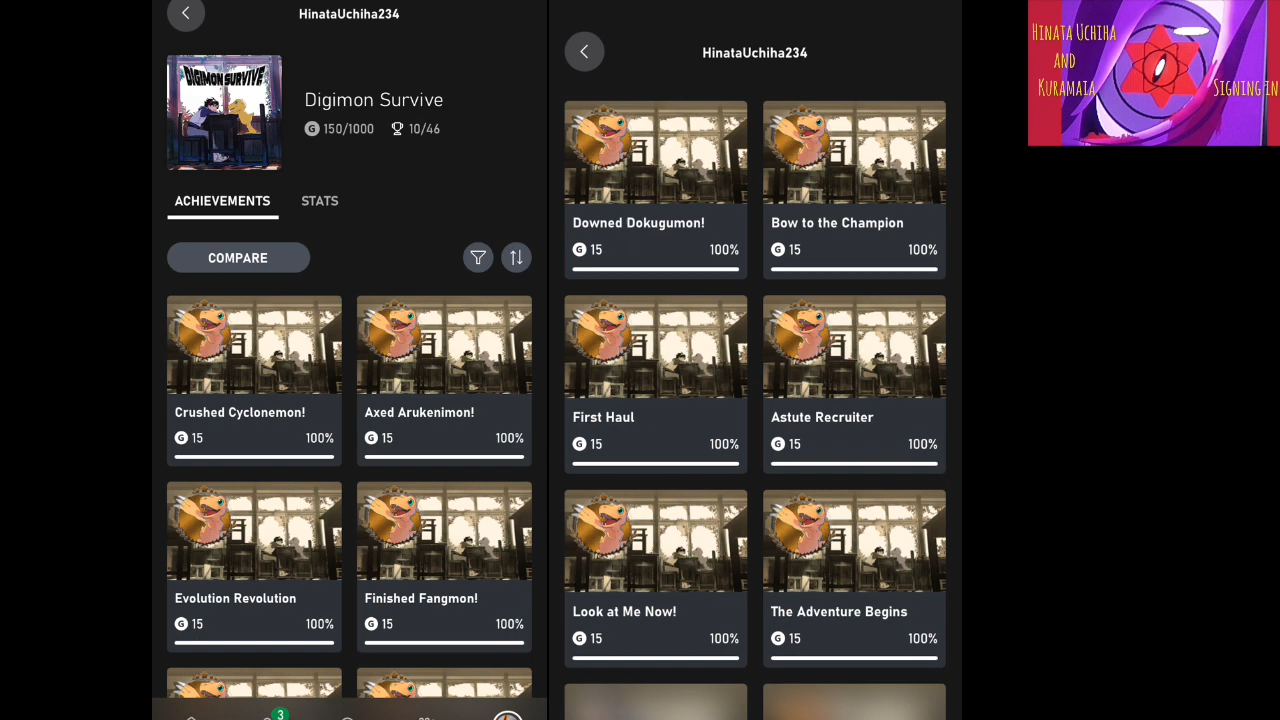 HinataUchiha234
DIGIMON SURVIVE
Digimon Survive
G 150/1000 10/46
ACHIEVEMENTS STATS
COMPARE
Crushed Cyclonemon!
G 15 100%
Axed Arukenimon!
G 15 100%
Evolution Revolution
G 15 100%
Finished Fangmon!
G 15 100%
3
HinataUchiha234
Downed Dokugumon!
G 15 100%
Bow to the Champion
G 15 100%
First Haul
G 15 100%
Astute Recruiter
G 15 100%
Look at Me Now!
G 15 100%
The Adventure Begins
G 15 100%
Hinata Uchiha
and
Kuramaia
Signing in